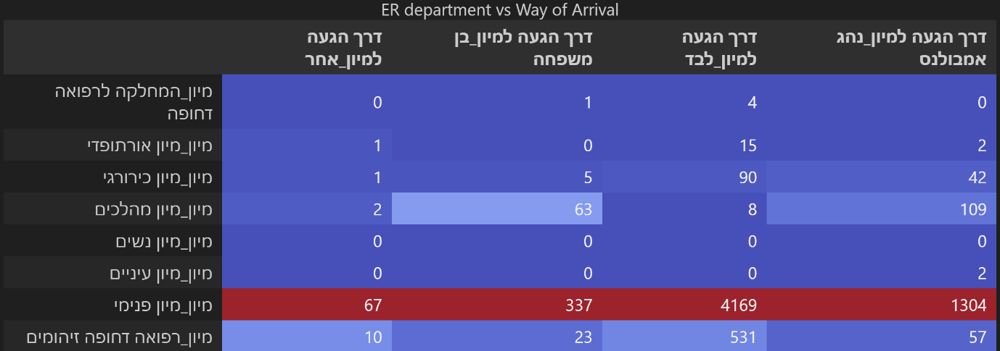 ER department vs Way of Arrival
דרך הגעה למיון_אחר דרך הגעה למיון_בן משפחה דרך הגעה למיון_לבד דרך הגעה למיון_נהג אמבולנס
מיון_המחלקה לרפואה דחופה 0 1 4 0
מיון_מיון אורתופדי 1 0 15 2
מיון_מיון כירורגי 1 5 90 42
מיון_מיון מהלכים 2 63 8 109
מיון_מיון נשים 0 0 0 0
מיון_מיון עיניים 0 0 0 2
מיון_מיון פנימי 67 337 4169 1304
מיון_רפואה דחופה זיהומים 10 23 531 57